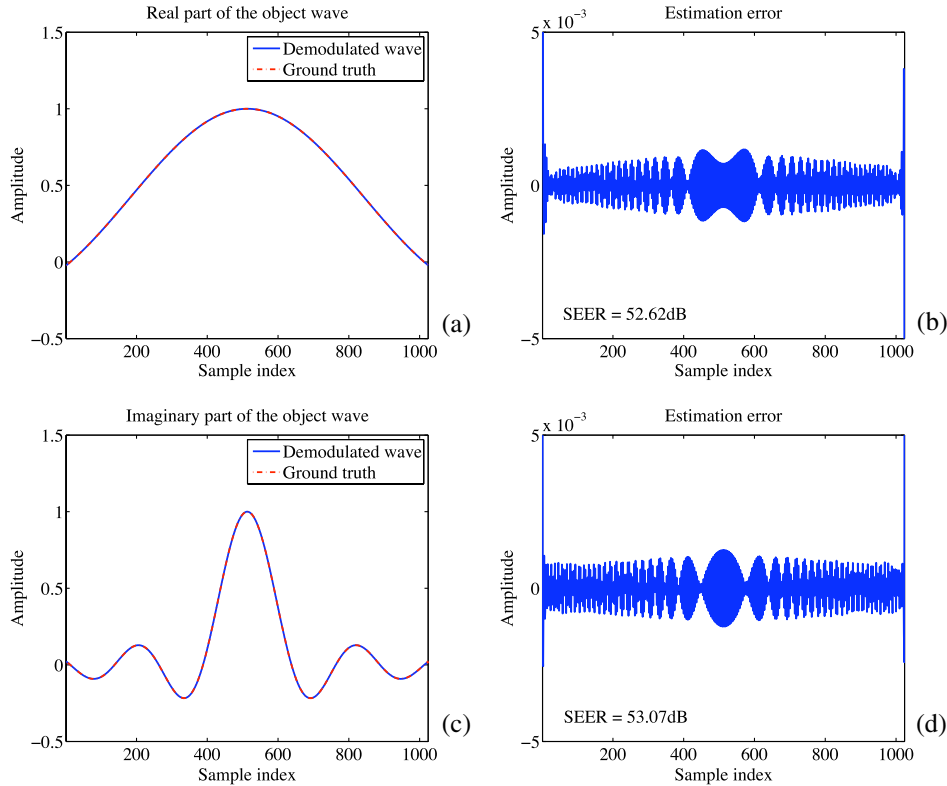 Real part of the object wave
1.5
1
0.5
0
−0.5
Amplitude
Demodulated wave
Ground truth
200 400 600 800 1000
Sample index
(a)
Estimation error
5 x 10⁻³
0
−5
Amplitude
SEER = 52.62dB
200 400 600 800 1000
Sample index
(b)
Imaginary part of the object wave
1.5
1
0.5
0
−0.5
Amplitude
Demodulated wave
Ground truth
200 400 600 800 1000
Sample index
(c)
Estimation error
5 x 10⁻³
0
−5
Amplitude
SEER = 53.07dB
200 400 600 800 1000
Sample index
(d)